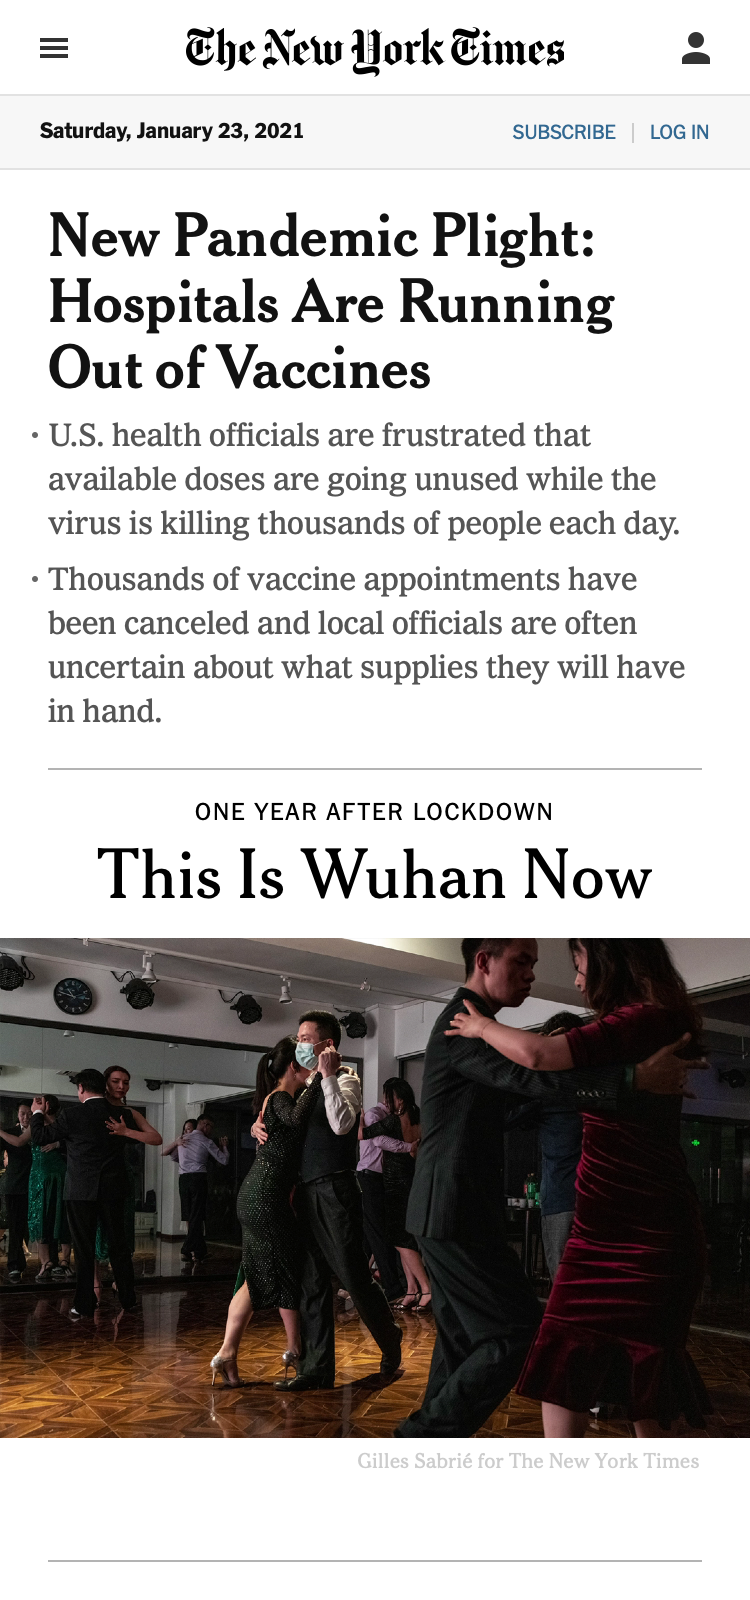 The New York Times
Saturday, January 23, 2021
SUBSCRIBE | LOG IN
New Pandemic Plight:
Hospitals Are Running
Out of Vaccines
• U.S. health officials are frustrated that
available doses are going unused while the
virus is killing thousands of people each day.
• Thousands of vaccine appointments have
been canceled and local officials are often
uncertain about what supplies they will have
in hand.
ONE YEAR AFTER LOCKDOWN
This Is Wuhan Now
Gilles Sabrié for The New York Times